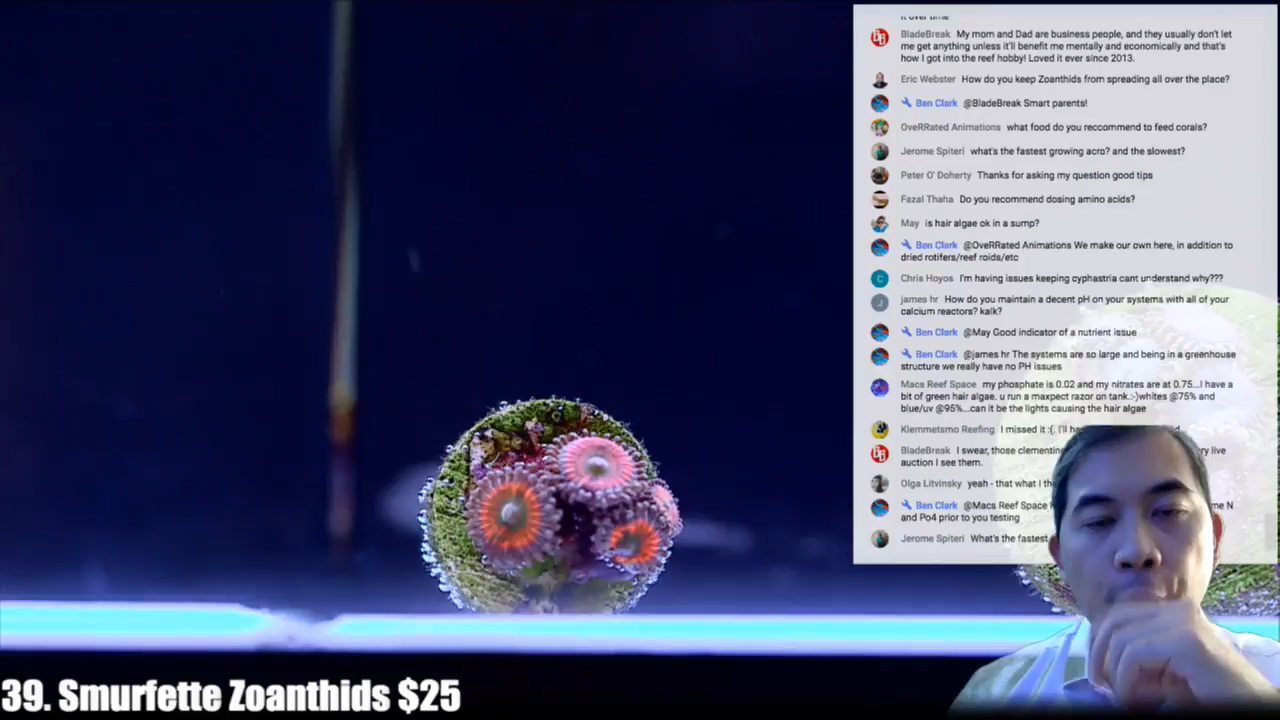 BladeBreak My mom and Dad are business people, and they usually don't let
me get anything unless it'll benefit me mentally and economically and that's
how I got into the reef hobby! Loved it ever since 2013.
Eric Webster How do you keep Zoanthids from spreading all over the place?
Ben Clark @BladeBreak Smart parents!
OveRRated Animations what food do you reccommend to feed corals?
Jerome Spiteri what's the fastest growing acro? and the slowest?
Peter O' Doherty Thanks for asking my question good tips
Fazal Thaha Do you recommend dosing amino acids?
May is hair algae ok in a sump?
Ben Clark @OveRRated Animations We make our own here, in addition to
dried rotifers/reef roids/etc
C Chris Hoyos I'm having issues keeping cyphastria cant understand why???
J james hr How do you maintain a decent pH on your systems with all of your
calcium reactors? kalk?
Ben Clark @May Good indicator of a nutrient issue
Ben Clark @james hr The systems are so large and being in a greenhouse
structure we really have no PH issues
Macs Reef Space my phosphate is 0.02 and my nitrates are at 0.75...I have a
bit of green hair algae. u run a maxpect razor on tank.:-)whites @75% and
blue/uv @95%...can it be the lights causing the hair algae
Klemmetsmo Reefing I missed it :(. I'll
BladeBreak I swear, those live
auction I see them.
Olga Litvinsky yeah - that what I
Ben Clark @Macs Reef Space N
and Po4 prior to you testing
Jerome Spiteri What's the fastest
39. Smurfette Zoanthids $25